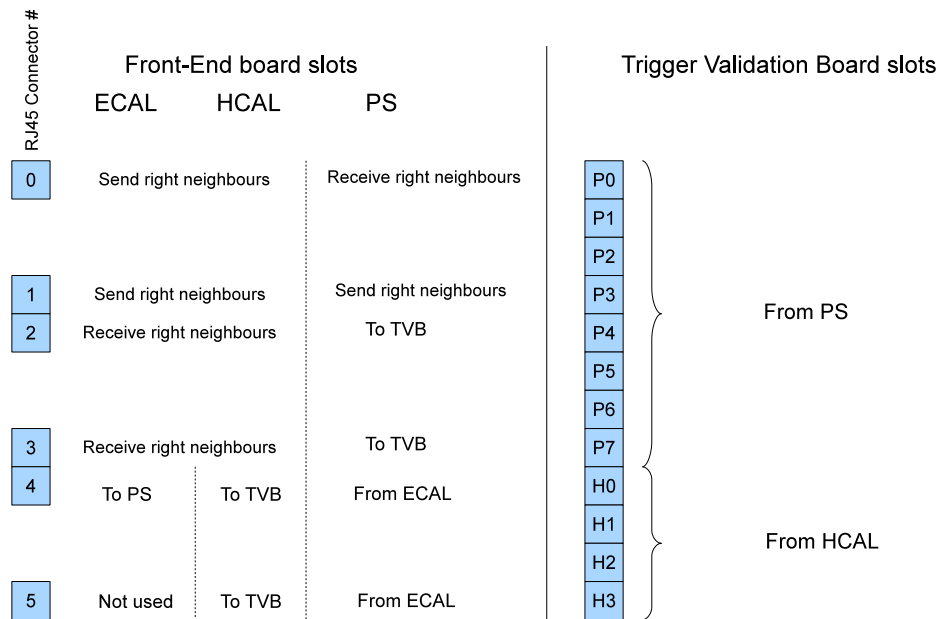 RJ45 Connector #
Front-End board slots
Trigger Validation Board slots
ECAL HCAL PS
0 Send right neighbours Receive right neighbours P0
P1
P2
1 Send right neighbours Send right neighbours P3
From PS
2 Receive right neighbours To TVB P4
P5
P6
3 Receive right neighbours To TVB P7
4 To PS To TVB From ECAL H0
H1
From HCAL
H2
5 Not used To TVB From ECAL H3